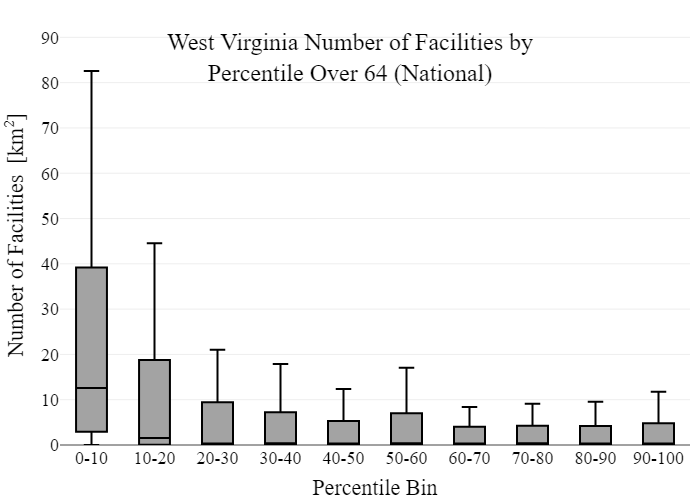 West Virginia Number of Facilities by
Percentile Over 64 (National)
Number of Facilities [km²]
90
80
70
60
50
40
30
20
10
0
0-10 10-20 20-30 30-40 40-50 50-60 60-70 70-80 80-90 90-100
Percentile Bin